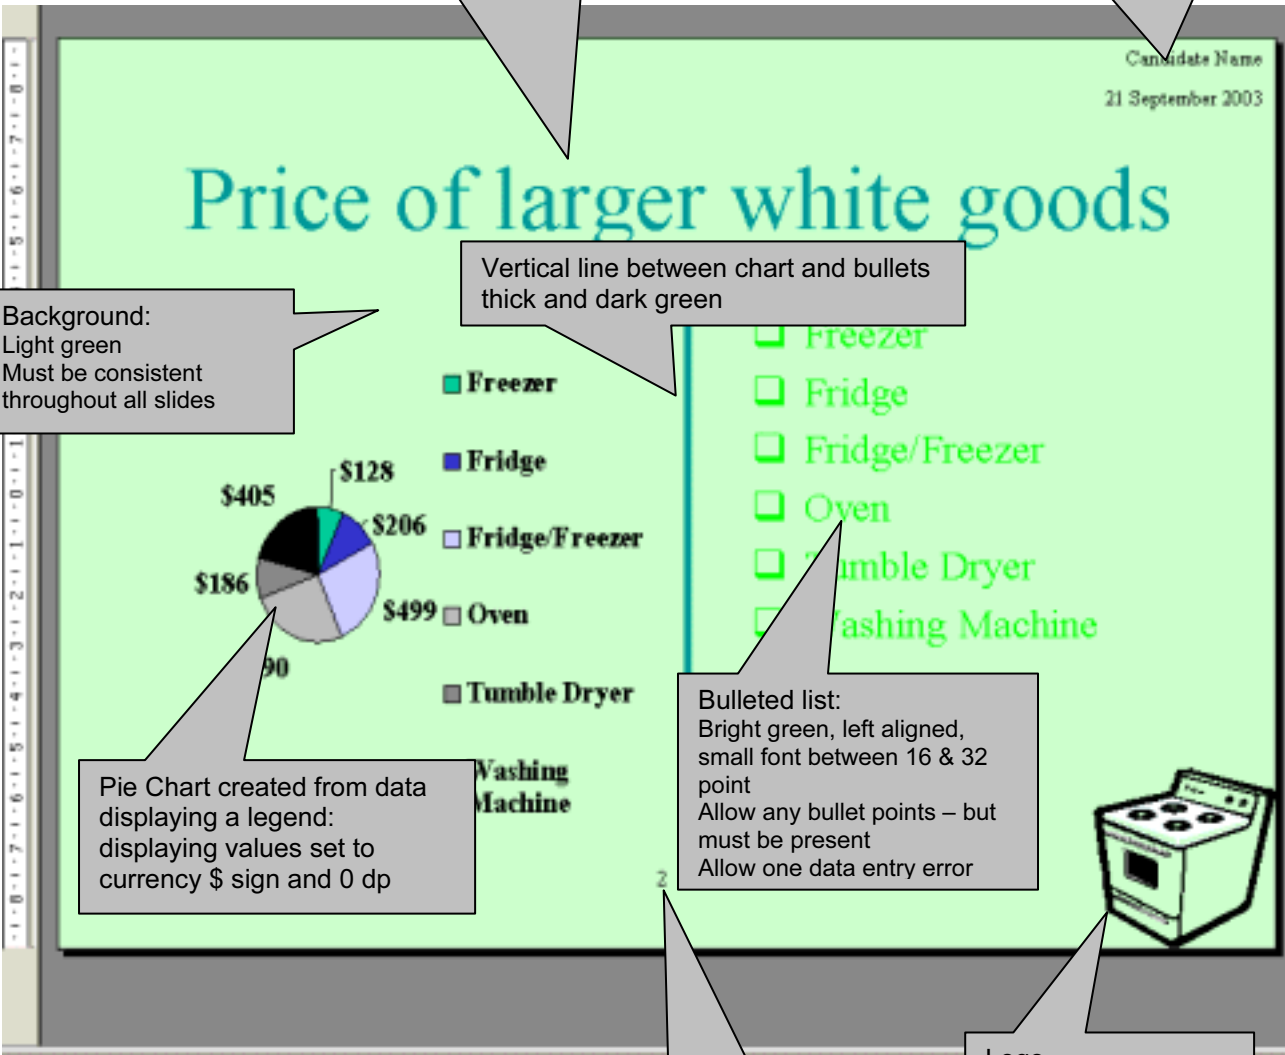 Candidate Name
21 September 2003
Price of larger white goods
Vertical line between chart and bullets
thick and dark green
Background:
Light green
Must be consistent
throughout all slides
Freezer
Fridge
Fridge/Freezer
Oven
Tumble Dryer
Washing
Machine
$128
$206
$499
90
$186
$405
Freezer
Fridge
Fridge/Freezer
Oven
umble Dryer
ashing Machine
Pie Chart created from data
displaying a legend:
displaying values set to
currency $ sign and 0 dp
Bulleted list:
Bright green, left aligned,
small font between 16 & 32
point
Allow any bullet points – but
must be present
Allow one data entry error
2